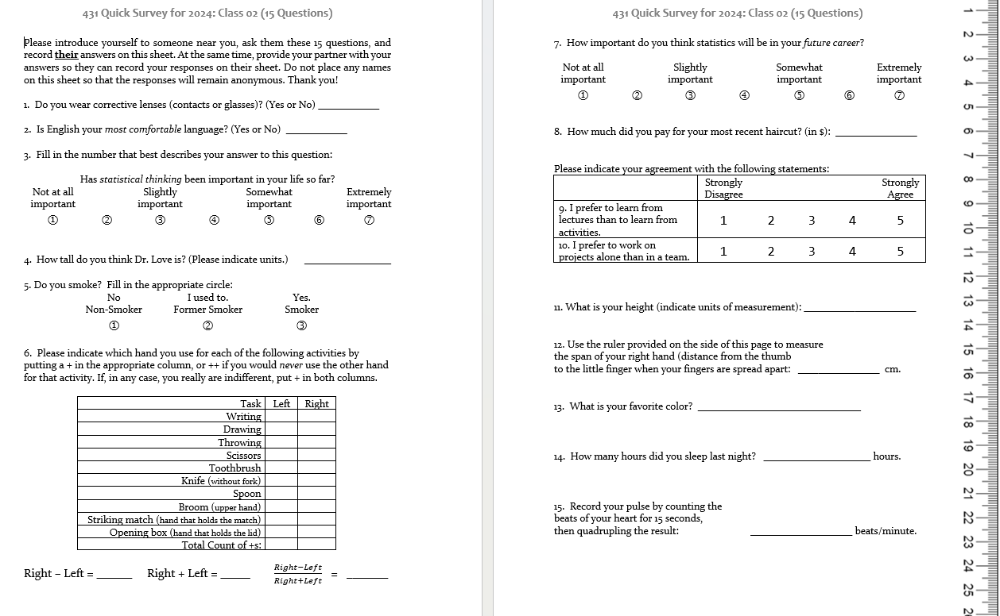 431 Quick Survey for 2024: Class 02 (15 Questions)
Please introduce yourself to someone near you, ask them these 15 questions, and
record their answers on this sheet. At the same time, provide your partner with your
answers so they can record your responses on their sheet. Do not place any names
on this sheet so that the responses will remain anonymous. Thank you!
1. Do you wear corrective lenses (contacts or glasses)? (Yes or No) ___________
2. Is English your most comfortable language? (Yes or No) ___________
3. Fill in the number that best describes your answer to this question:
Has statistical thinking been important in your life so far?
Not at all Slightly Somewhat Extremely
important important important important
① ② ③ ④ ⑤ ⑥ ⑦
4. How tall do you think Dr. Love is? (Please indicate units.) ________________
5. Do you smoke? Fill in the appropriate circle:
No I used to. Yes.
Non-Smoker Former Smoker Smoker
① ② ③
6. Please indicate which hand you use for each of the following activities by
putting a + in the appropriate column, or ++ if you would never use the other hand
for that activity. If, in any case, you really are indifferent, put + in both columns.
Task Left Right
Writing
Drawing
Throwing
Scissors
Toothbrush
Knife (without fork)
Spoon
Broom (upper hand)
Striking match (hand that holds the match)
Opening box (hand that holds the lid)
Total Count of +s:
Right – Left = ______ Right + Left = _____ Right−Left / Right+Left = _______
431 Quick Survey for 2024: Class 02 (15 Questions)
7. How important do you think statistics will be in your future career?
Not at all Slightly Somewhat Extremely
important important important important
① ② ③ ④ ⑤ ⑥ ⑦
8. How much did you pay for your most recent haircut? (in $): _______________
Please indicate your agreement with the following statements:
Strongly Strongly
Disagree Agree
9. I prefer to learn from
lectures than to learn from 1 2 3 4 5
activities.
10. I prefer to work on
projects alone than in a team. 1 2 3 4 5
11. What is your height (indicate units of measurement): ____________________
12. Use the ruler provided on the side of this page to measure
the span of your right hand (distance from the thumb
to the little finger when your fingers are spread apart: _______________ cm.
13. What is your favorite color? ______________________________
14. How many hours did you sleep last night? ____________________ hours.
15. Record your pulse by counting the
beats of your heart for 15 seconds,
then quadrupling the result: ___________________ beats/minute.
1
2
3
4
5
6
7
8
9
10
11
12
13
14
15
16
17
18
19
20
21
22
23
24
25